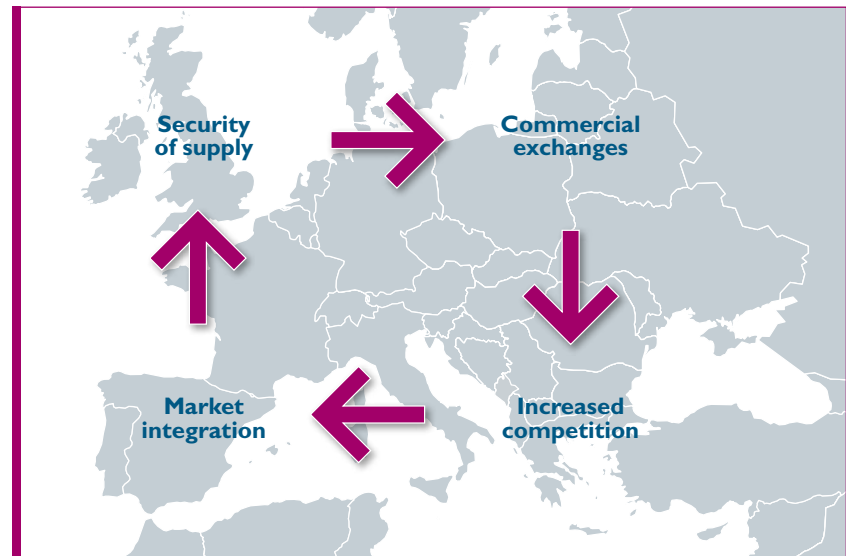 Security
of supply
Commercial
exchanges
Market
integration
Increased
competition